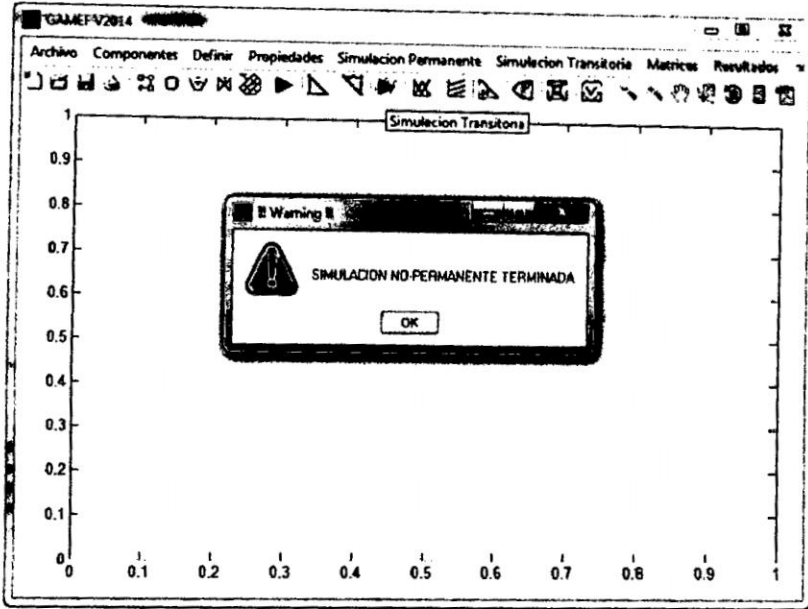 GAMEF-V2014
Archivo Componentes Definir Propiedades Simulacion Permanente Simulacion Transitoria Matrices Resultados
Simulacion Transitoria
1
0.9
0.8
0.7
0.6
0.5
0.4
0.3
0.2
0.1
0
!! Warning !!
SIMULACION NO-PERMANENTE TERMINADA
OK
0 0.1 0.2 0.3 0.4 0.5 0.6 0.7 0.8 0.9 1